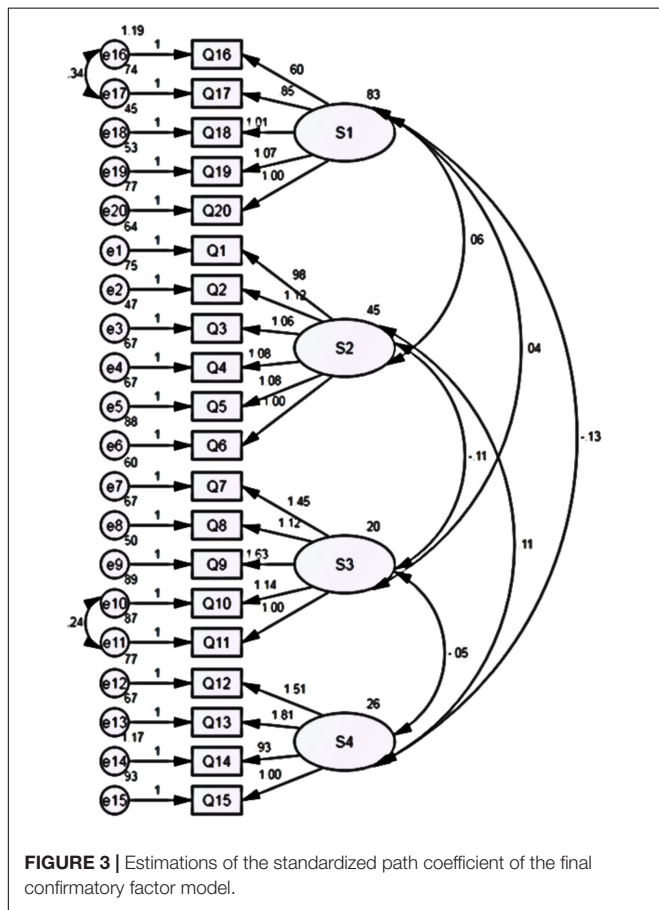 1.19
e16 1 Q16
74
.34
60
e17 1 Q17
45
85
83
e18 1 Q18
53
1.01
S1
e19 1 Q19
77
1 07
e20 1 Q20
64
1 00
e1 1 Q1
75
06
98
e2 1 Q2
47
1 12
45
e3 1 Q3
67
1 06
S2
04
e4 1 Q4
67
1 08
e5 1 Q5
88
1 08
e6 1 Q6
60
1 00
-.13
-.11
e7 1 Q7
67
1 45
e8 1 Q8
50
1 12
20
11
e9 1 Q9
89
1 63
S3
e10 1 Q10
87
1 14
.24
e11 1 Q11
77
1 00
-.05
e12 1 Q12
67
1 51
26
e13 1 Q13
1 17
1 81
S4
e14 1 Q14
93
93
e15 1 Q15
1 00
FIGURE 3 | Estimations of the standardized path coefficient of the final
confirmatory factor model.